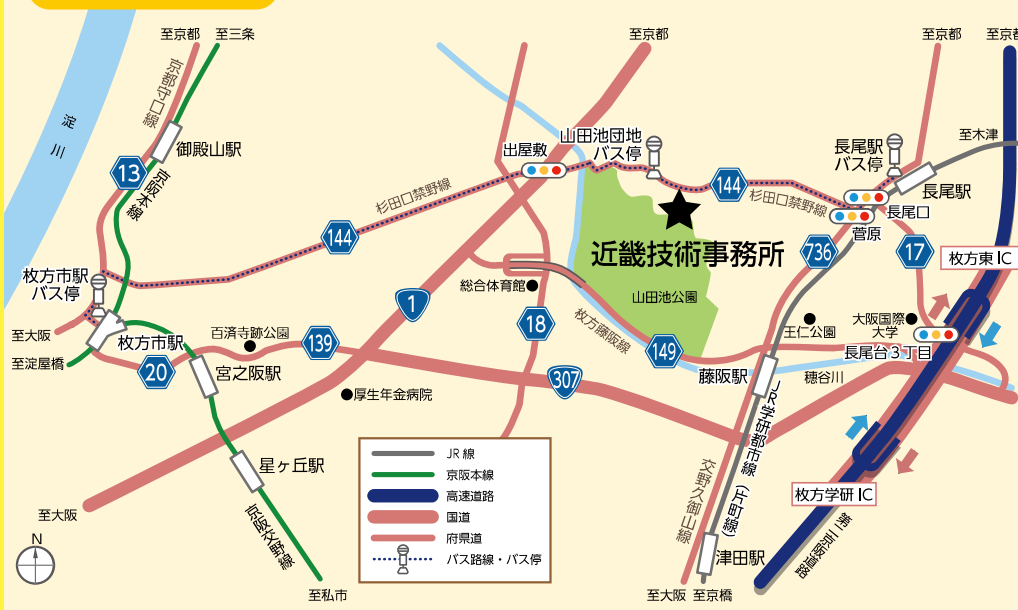 至京都
至三条
至京都
至京都
至京都
京都守口線
淀川
御殿山駅
13
京阪本線
出屋敷
山田池団地
バス停
長尾駅
バス停
至木津
長尾駅
杉田口禁野線
144
144
杉田口禁野線
長尾口
菅原
736
17
近畿技術事務所
枚方東 IC
枚方市駅
バス停
総合体育館
山田池公園
1
18
枚方藤阪線
149
王仁公園
大阪国際
大学
長尾台3丁目
至大阪
枚方市駅
百済寺跡公園
139
至淀屋橋
20
宮之阪駅
307
藤阪駅
穂谷川
厚生年金病院
JR学研都市線(片町線)
星ヶ丘駅
交野久御山線
枚方学研 IC
第二京阪道路
至大阪
京阪交野線
津田駅
至私市
至大阪
至京橋
N
JR 線
京阪本線
高速道路
国道
府県道
バス路線・バス停